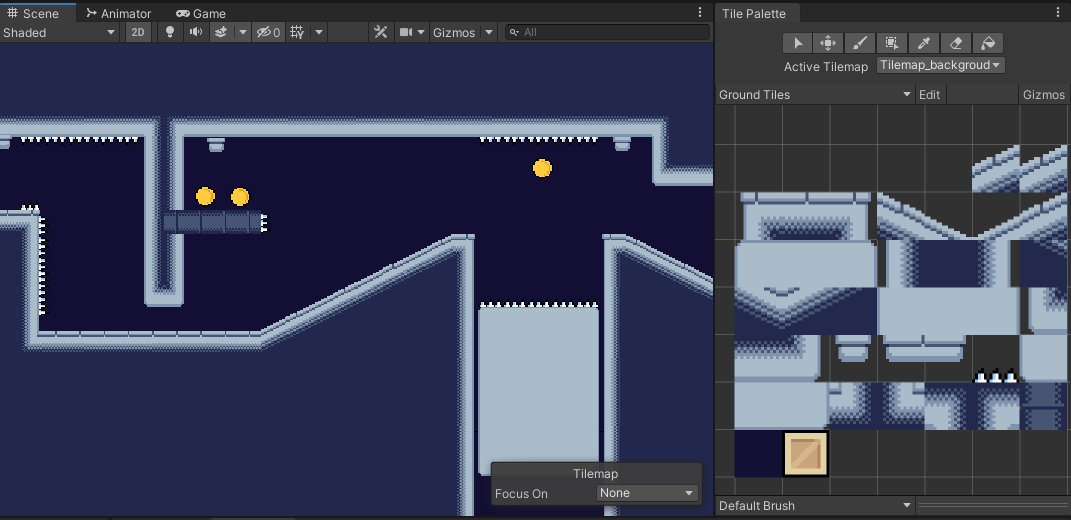 Scene Animator Game
Tile Palette
Shaded 2D 0 Gizmos All
Active Tilemap Tilemap_backgroud
Ground Tiles Edit Gizmos
Tilemap
Focus On None
Default Brush